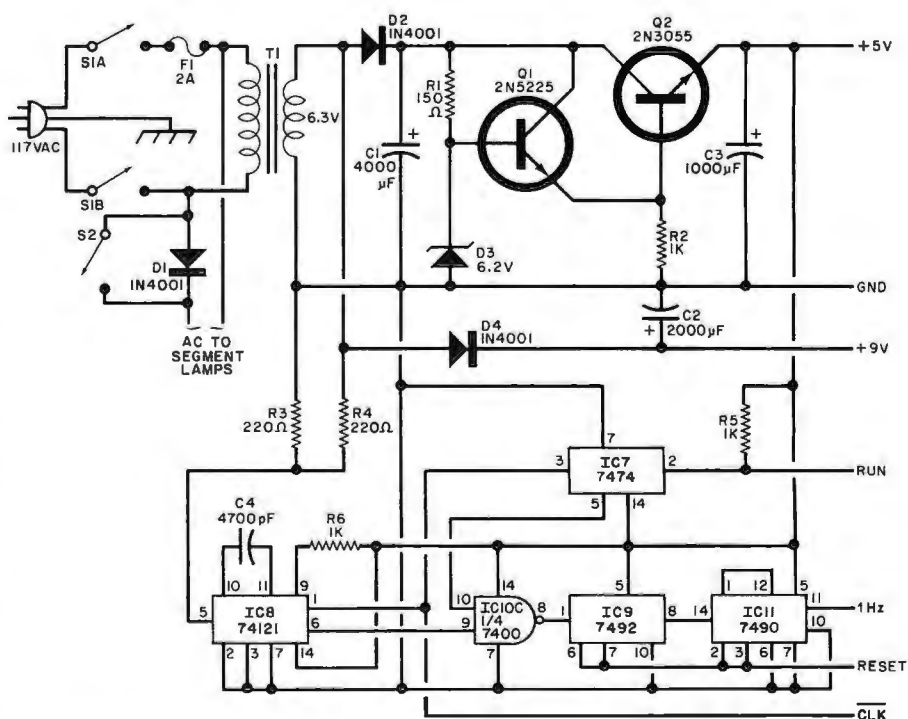 S1A
F1
2A
T1
117VAC
S1B
S2
D1
1N4001
AC TO
SEGMENT
LAMPS
6.3V
D2
1N4001
R1
150
Ω
Q1
2N5225
Q2
2N3055
+5V
+
C1
4000
µF
+
C3
1000µF
D3
6.2V
R2
1K
GND
C2
+ 2000µF
D4
1N4001
+9V
R3
220Ω
R4
220Ω
7
R5
1K
3 IC7 2
7474
RUN
5 14
C4
4700pF
R6
1K
10 11 9
1
5 IC8
74121
6
2 3 7 14
14
10 IC10C 8
1/4
9 7400
7
5
1 IC9 8
7492
6 7 10
1 12 5
11
14 IC11
7490
10
2 3 6 7
1Hz
RESET
CLK